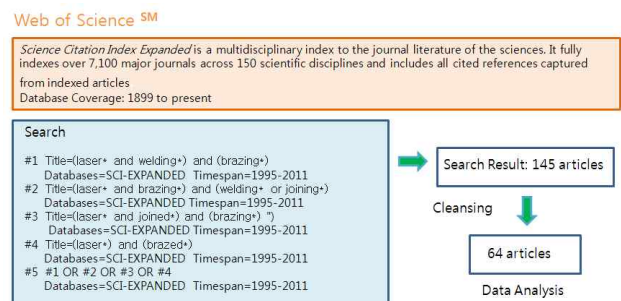 Web of Science SM
Science Citation Index Expanded is a multidisciplinary index to the journal literature of the sciences. It fully
indexes over 7,100 major journals across 150 scientific disciplines and includes all cited references captured
from indexed articles
Database Coverage: 1899 to present
Search
#1 Title=(laser* and welding*) and (brazing*)
Databases=SCI-EXPANDED Timespan=1995-2011
#2 Title=(laser* and brazing*) and (welding* or joining*)
Databases=SCI-EXPANDED Timespan=1995-2011
#3 Title=(laser* and joined*) and (brazing*) ")
Databases=SCI-EXPANDED Timespan=1995-2011
#4 Title=(laser*) and (brazed*)
Databases=SCI-EXPANDED Timespan=1995-2011
#5 #1 OR #2 OR #3 OR #4
Databases=SCI-EXPANDED Timespan=1995-2011
Search Result: 145 articles
Cleansing
64 articles
Data Analysis